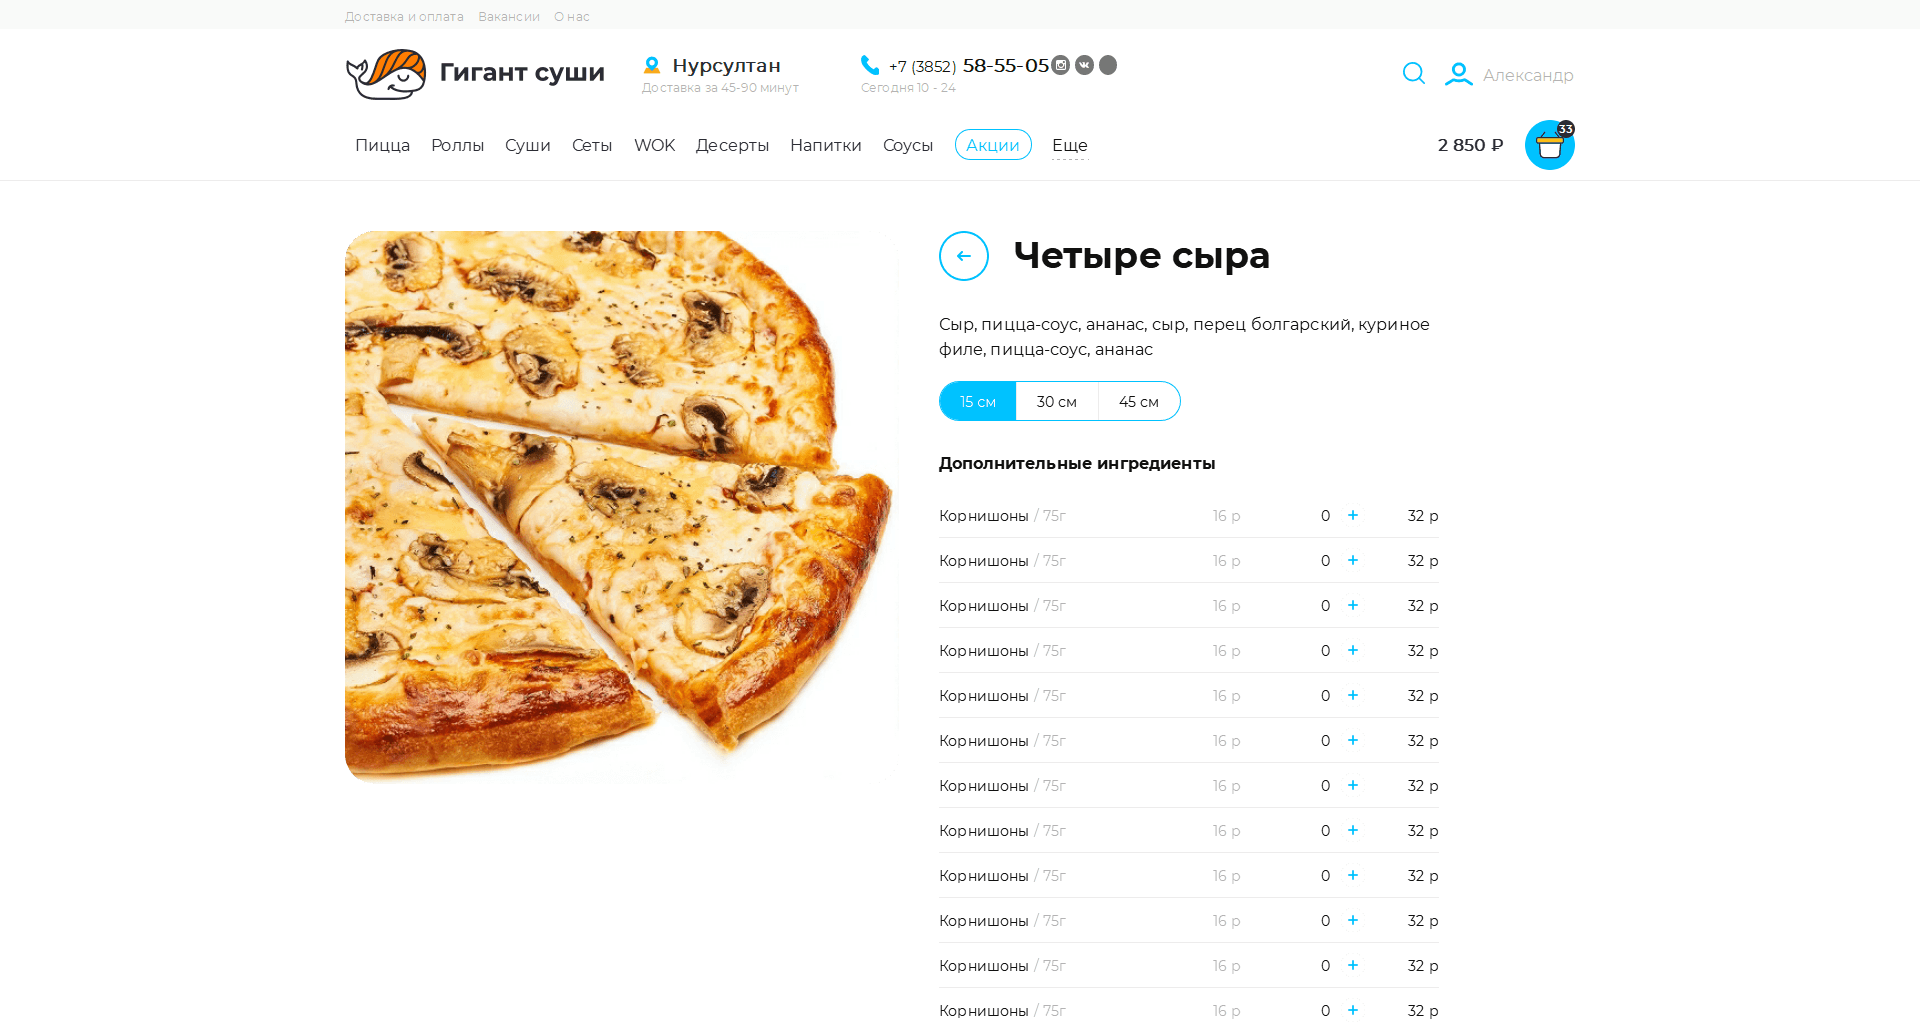 Доставка и оплата Вакансии О нас
Гигант суши
Нурсултан
Доставка за 45-90 минут
+7 (3852) 58-55-05
Сегодня 10 - 24
Александр
Пицца Роллы Суши Сеты WOK Десерты Напитки Соусы Акции Еще
2 850 ₽
33
Четыре сыра
Сыр, пицца-соус, ананас, сыр, перец болгарский, куриное
филе, пицца-соус, ананас
15 см 30 см 45 см
Дополнительные ингредиенты
Корнишоны / 75г 16 р 0 + 32 р
Корнишоны / 75г 16 р 0 + 32 р
Корнишоны / 75г 16 р 0 + 32 р
Корнишоны / 75г 16 р 0 + 32 р
Корнишоны / 75г 16 р 0 + 32 р
Корнишоны / 75г 16 р 0 + 32 р
Корнишоны / 75г 16 р 0 + 32 р
Корнишоны / 75г 16 р 0 + 32 р
Корнишоны / 75г 16 р 0 + 32 р
Корнишоны / 75г 16 р 0 + 32 р
Корнишоны / 75г 16 р 0 + 32 р
Корнишоны / 75г 16 р 0 + 32 р